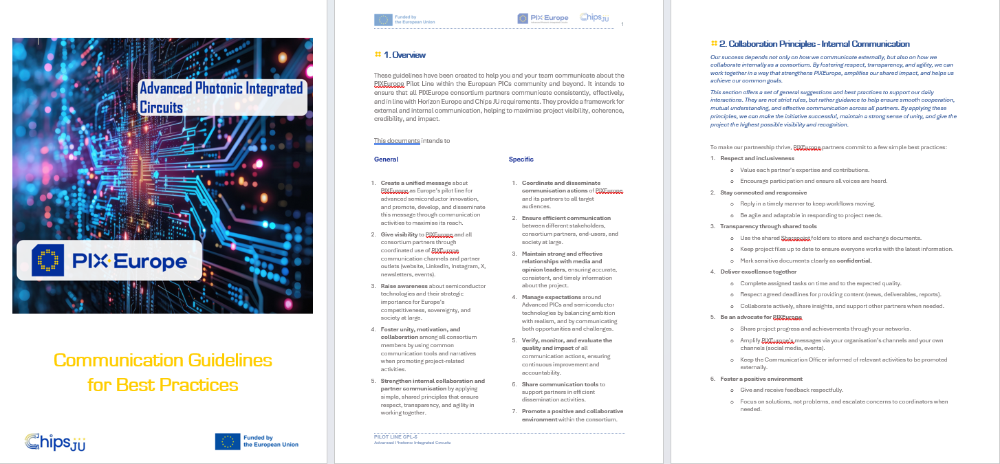 Advanced Photonic Integrated
Circuits
PIX Europe
Communication Guidelines
for Best Practices
Chips JU
Funded by
the European Union
Funded by
the European Union
PIX Europe
Chips JU
1
1. Overview
These guidelines have been created to help you and your team communicate about the
PIXEurope Pilot Line within the European PICs community and beyond. It intends to
ensure that all PIXEurope consortium partners communicate consistently, effectively,
and in line with Horizon Europe and Chips JU requirements. They provide a framework for
external and internal communication, helping to maximise project visibility, coherence,
credibility, and impact.
This documents intends to
General
1. Create a unified message about
PIXEurope as Europe's pilot line for
advanced semiconductor innovation,
and promote, develop, and disseminate
this message through communication
activities to maximise its reach.
2. Give visibility to PIXEurope and all
consortium partners through
coordinated use of PIXEurope
communication channels and partner
outlets (website, LinkedIn, Instagram, X,
newsletters, events).
3. Raise awareness about semiconductor
technologies and their strategic
importance for Europe's
competitiveness, sovereignty, and
society at large.
4. Foster unity, motivation, and
collaboration among all consortium
members by using common
communication tools and narratives
when promoting project-related
activities.
5. Strengthen internal collaboration and
partner communication by applying
simple, shared principles that ensure
respect, transparency, and agility in
working together.
Specific
1. Coordinate and disseminate
communication actions of PIXEurope
and its partners to all target
audiences.
2. Ensure efficient communication
between different stakeholders,
consortium partners, end-users, and
society at large.
3. Maintain strong and effective
relationships with media and
opinion leaders, ensuring accurate,
consistent, and timely information
about the project.
4. Manage expectations around
Advanced PICs and semiconductor
technologies by balancing ambition
with realism, and by communicating
both opportunities and challenges.
5. Verify, monitor, and evaluate the
quality and impact of all
communication actions, ensuring
continuous improvement and
accountability.
6. Share communication tools to
support partners in efficient
dissemination activities.
7. Promote a positive and collaborative
environment within the consortium.
PILOT LINE CPL-5
Advanced Photonic Integrated Circuits
2. Collaboration Principles - Internal Communication
Our success depends not only on how we communicate externally, but also on how we
collaborate internally as a consortium. By fostering respect, transparency, and agility, we can
work together in a way that strengthens PIXEurope, amplifies our shared impact, and helps us
achieve our common goals.
This section offers a set of general suggestions and best practices to support our daily
interactions. They are not strict rules, but rather guidance to help ensure smooth cooperation,
mutual understanding, and effective communication across all partners. By applying these
principles, we can make the initiative successful, maintain a strong sense of unity, and give the
project the highest possible visibility and recognition.
To make our partnership thrive, PIXEurope partners commit to a few simple best practices:
1. Respect and inclusiveness
o Value each partner's expertise and contributions.
o Encourage participation and ensure all voices are heard.
2. Stay connected and responsive
o Reply in a timely manner to keep workflows moving.
o Be agile and adaptable in responding to project needs.
3. Transparency through shared tools
o Use the shared Sharepoint folders to store and exchange documents.
o Keep project files up to date to ensure everyone works with the latest information.
o Mark sensitive documents clearly as confidential.
4. Deliver excellence together
o Complete assigned tasks on time and to the expected quality.
o Respect agreed deadlines for providing content (news, deliverables, reports).
o Collaborate actively, share insights, and support other partners when needed.
5. Be an advocate for PIXEurope
o Share project progress and achievements through your networks.
o Amplify PIXEurope's messages via your organisation's channels and your own
channels (social media, events).
o Keep the Communication Officer informed of relevant activities to be promoted
externally.
6. Foster a positive environment
o Give and receive feedback respectfully.
o Focus on solutions, not problems, and escalate concerns to coordinators when
needed.